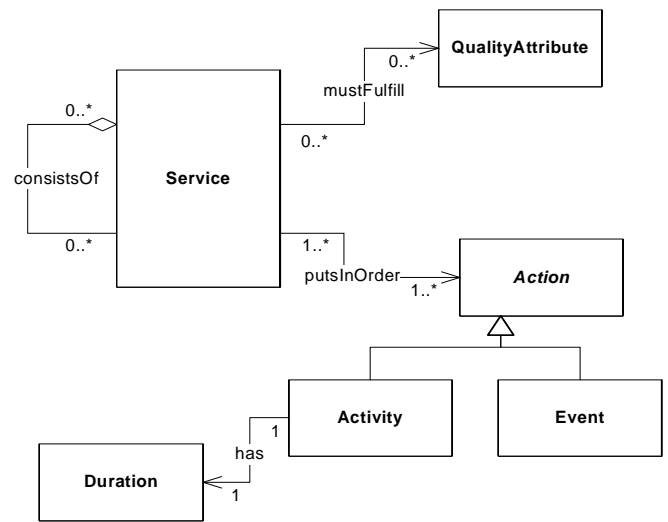 QualityAttribute
0..*
mustFulfill
0..*
0..*
consistsOf
Service
0..*
1..*
putsInOrder
1..*
Action
Activity
Event
1
has
Duration
1